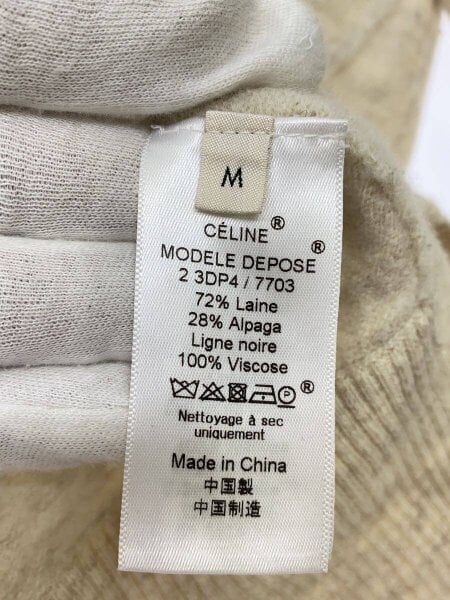 M
CÉLINE®
MODELE DEPOSE®
2 3DP4 / 7703
72% Laine
28% Alpaga
Ligne noire
100% Viscose
P ®
Nettoyage à sec
uniquement
Made in China
中国製
中国制造